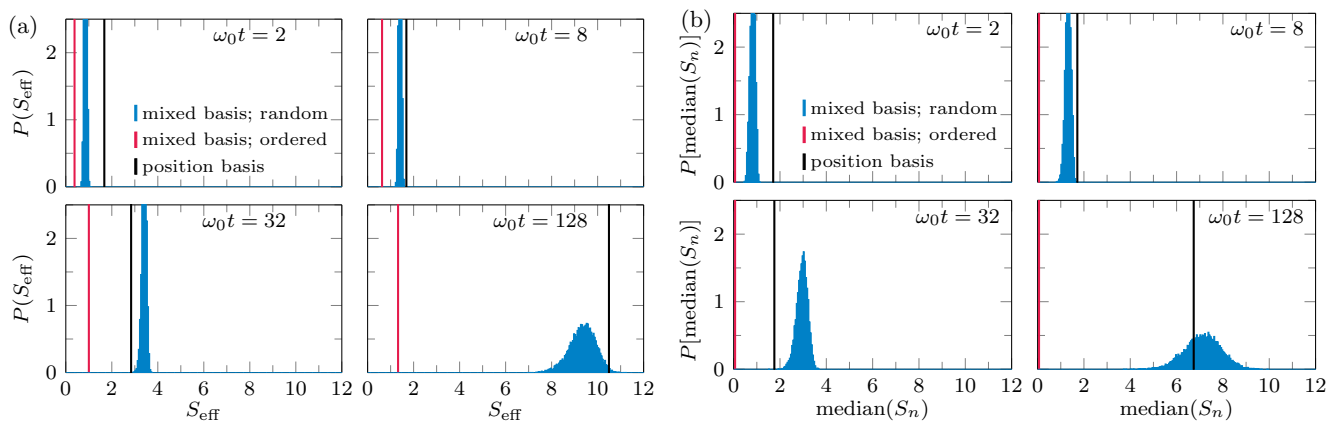 (a)
P(S_eff)
2
1
0
ω₀t = 2
mixed basis; random
mixed basis; ordered
position basis
ω₀t = 8
P(S_eff)
2
1
0
ω₀t = 32
0 2 4 6 8 10 12
S_eff
ω₀t = 128
0 2 4 6 8 10 12
S_eff
(b)
P[median(S_n)]
2
1
0
ω₀t = 2
mixed basis; random
mixed basis; ordered
position basis
ω₀t = 8
P[median(S_n)]
2
1
0
ω₀t = 32
0 2 4 6 8 10 12
median(S_n)
ω₀t = 128
0 2 4 6 8 10 12
median(S_n)